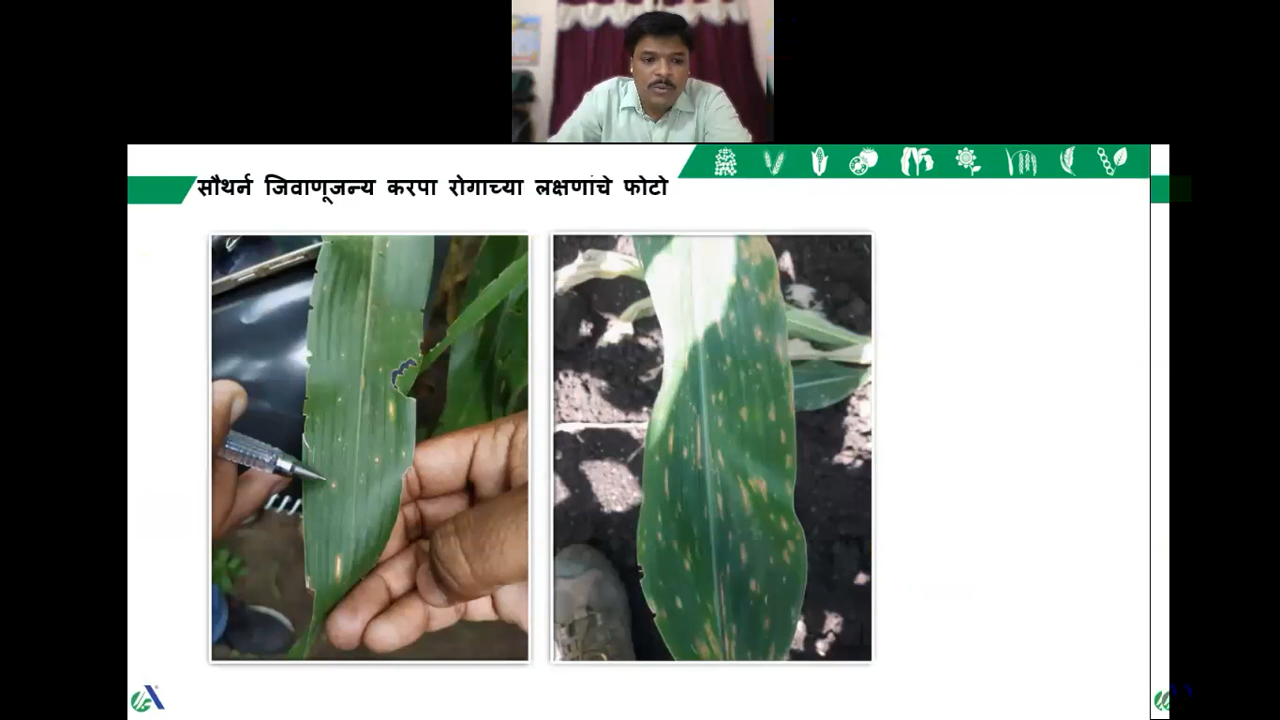 सौथर्न जिवाणूजन्य करपा रोगाच्या लक्षणांचे फोटो